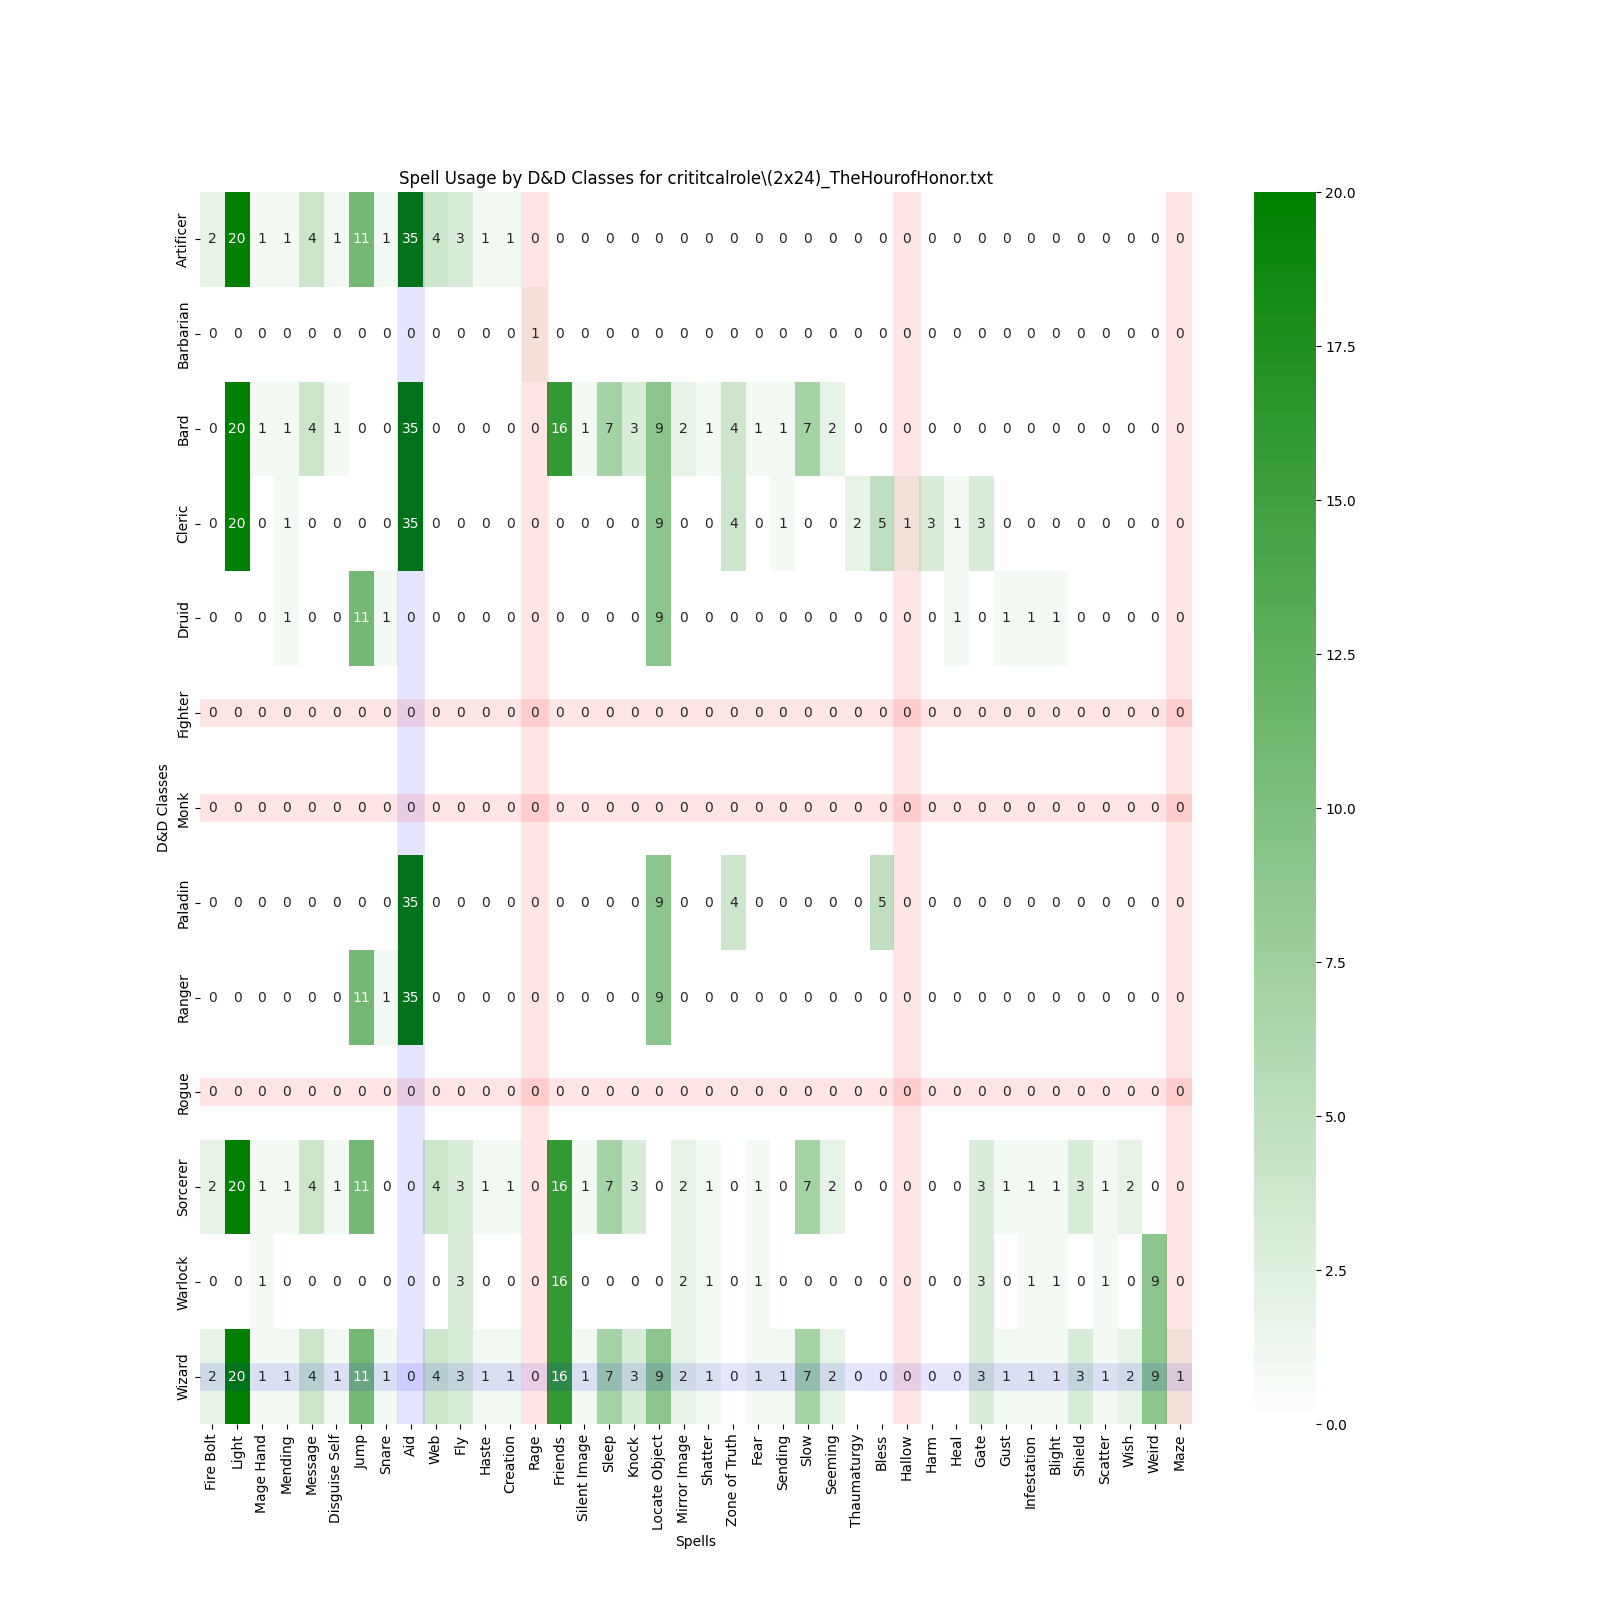 Spell Usage by D&D Classes for crititcalrole\(2x24)_TheHourofHonor.txt
D&D Classes
Artificer 2 20 1 1 4 1 11 1 35 4 3 1 1 0 0 0 0 0 0 0 0 0 0 0 0 0 0 0 0 0 0 0 0 0 0 0 0 0 0 0
Barbarian 0 0 0 0 0 0 0 0 0 0 0 0 0 1 0 0 0 0 0 0 0 0 0 0 0 0 0 0 0 0 0 0 0 0 0 0 0 0 0 0
Bard 0 20 1 1 4 1 0 0 35 0 0 0 0 0 16 1 7 3 9 2 1 4 1 1 7 2 0 0 0 0 0 0 0 0 0 0 0 0 0 0
Cleric 0 20 0 1 0 0 0 0 35 0 0 0 0 0 0 0 0 0 9 0 0 4 0 1 0 0 2 5 1 3 1 3 0 0 0 0 0 0 0 0
Druid 0 0 0 1 0 0 11 1 0 0 0 0 0 0 0 0 0 0 9 0 0 0 0 0 0 0 0 0 0 0 1 0 1 1 1 0 0 0 0 0
Fighter 0 0 0 0 0 0 0 0 0 0 0 0 0 0 0 0 0 0 0 0 0 0 0 0 0 0 0 0 0 0 0 0 0 0 0 0 0 0 0 0
Monk 0 0 0 0 0 0 0 0 0 0 0 0 0 0 0 0 0 0 0 0 0 0 0 0 0 0 0 0 0 0 0 0 0 0 0 0 0 0 0 0
Paladin 0 0 0 0 0 0 0 0 35 0 0 0 0 0 0 0 0 0 9 0 0 4 0 0 0 0 0 5 0 0 0 0 0 0 0 0 0 0 0 0
Ranger 0 0 0 0 0 0 11 1 35 0 0 0 0 0 0 0 0 0 9 0 0 0 0 0 0 0 0 0 0 0 0 0 0 0 0 0 0 0 0 0
Rogue 0 0 0 0 0 0 0 0 0 0 0 0 0 0 0 0 0 0 0 0 0 0 0 0 0 0 0 0 0 0 0 0 0 0 0 0 0 0 0 0
Sorcerer 2 20 1 1 4 1 11 0 0 4 3 1 1 0 16 1 7 3 0 2 1 0 1 0 7 2 0 0 0 0 0 3 1 1 1 3 1 2 0 0
Warlock 0 0 1 0 0 0 0 0 0 0 3 0 0 0 16 0 0 0 0 2 1 0 1 0 0 0 0 0 0 0 0 3 0 1 1 0 1 0 9 0
Wizard 2 20 1 1 4 1 11 1 0 4 3 1 1 0 16 1 7 3 9 2 1 0 1 1 7 2 0 0 0 0 0 3 1 1 1 3 1 2 9 1
Fire Bolt
Light
Mage Hand
Mending
Message
Disguise Self
Jump
Snare
Aid
Web
Fly
Haste
Creation
Rage
Friends
Silent Image
Sleep
Knock
Locate Object
Mirror Image
Shatter
Zone of Truth
Fear
Sending
Slow
Seeming
Thaumaturgy
Bless
Hallow
Harm
Heal
Gate
Gust
Infestation
Blight
Shield
Scatter
Wish
Weird
Maze
Spells
20.0
17.5
15.0
12.5
10.0
7.5
5.0
2.5
0.0